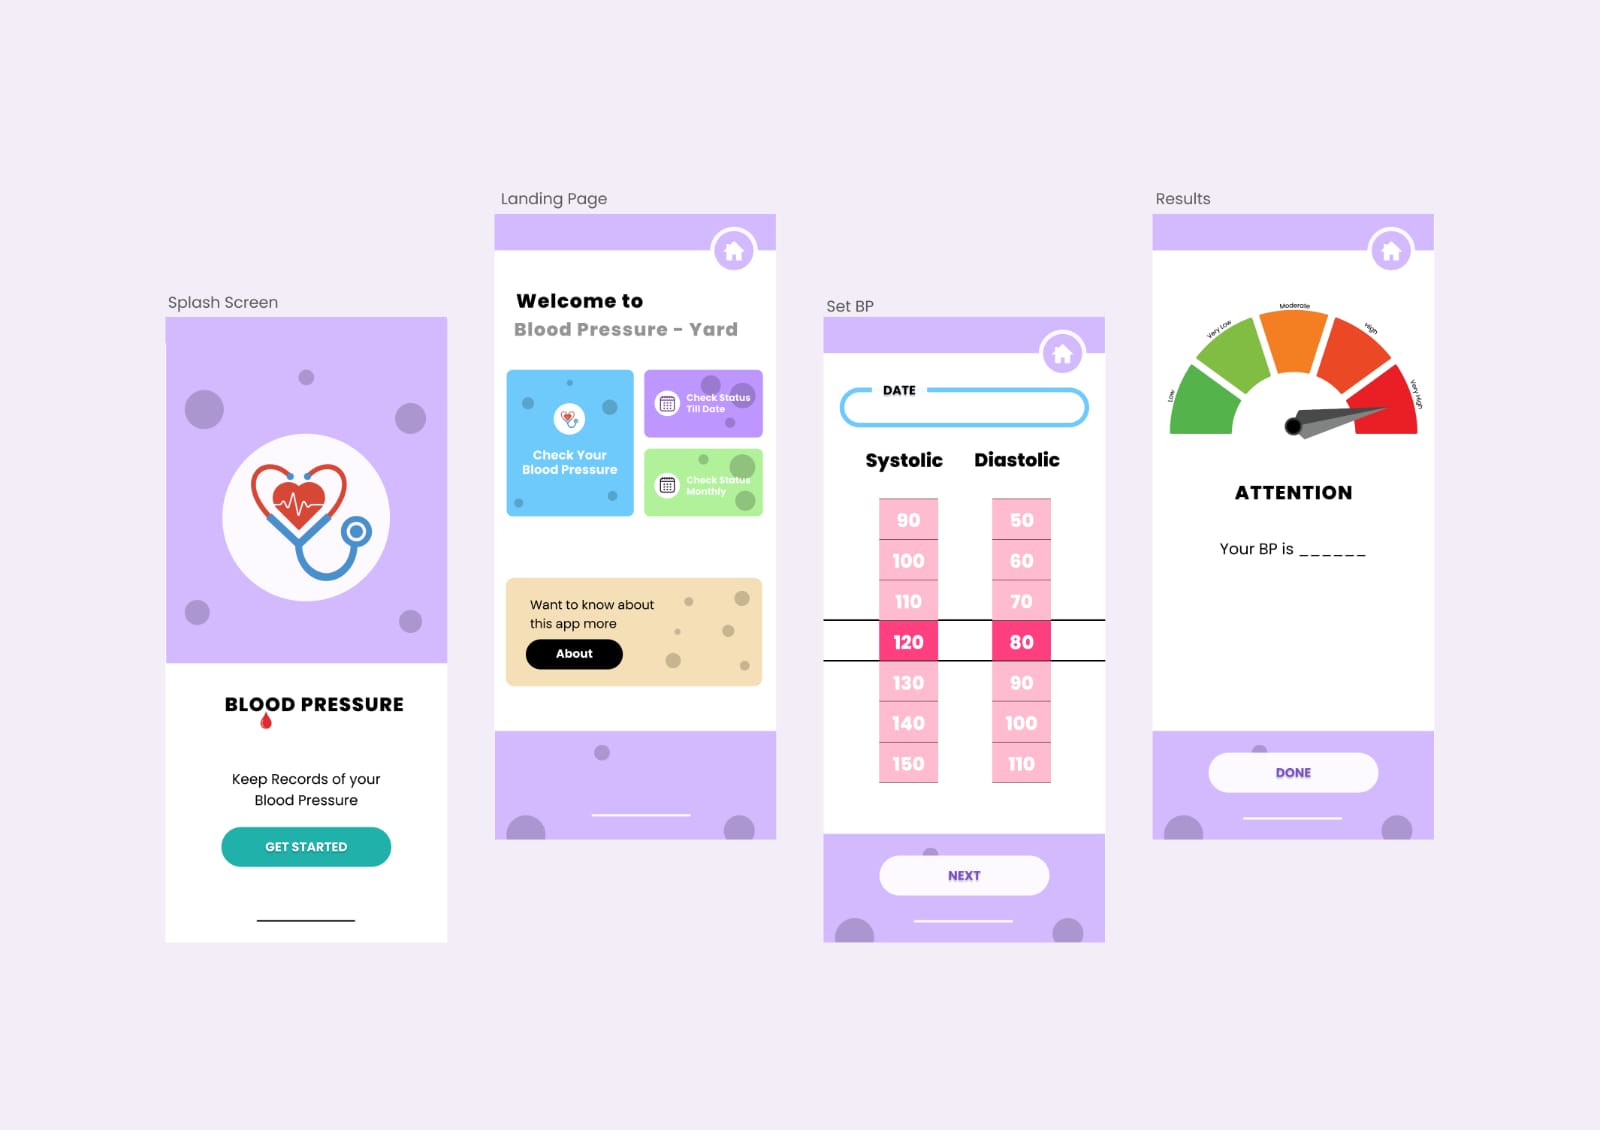 Splash Screen
BLOOD PRESSURE
Keep Records of your
Blood Pressure
GET STARTED
Landing Page
Welcome to
Blood Pressure - Yard
Check Your
Blood Pressure
Check Status
Till Date
Check Status
Monthly
Want to know about
this app more
About
Set BP
DATE
Systolic Diastolic
90 50
100 60
110 70
120 80
130 90
140 100
150 110
NEXT
Results
Low
Very Low
Moderate
High
Very High
ATTENTION
Your BP is ______
DONE